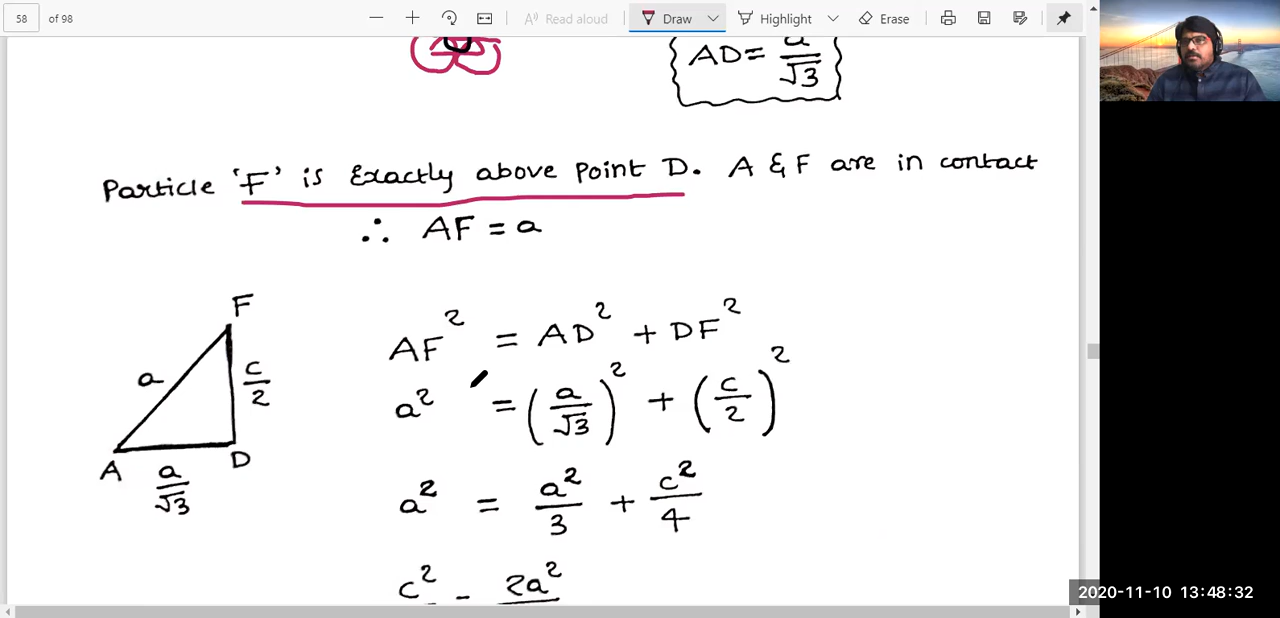 58 of 98 Read aloud Draw Highlight Erase
AD= a/√3
Particle 'F' is Exactly above Point D. A & F are in contact
∴ AF = a
F
AF² = AD² + DF²
a c/2
a² = (a/√3)² + (c/2)²
A D
a/√3
a² = a²/3 + c²/4
c² - 2a²
2020-11-10 13:48:32